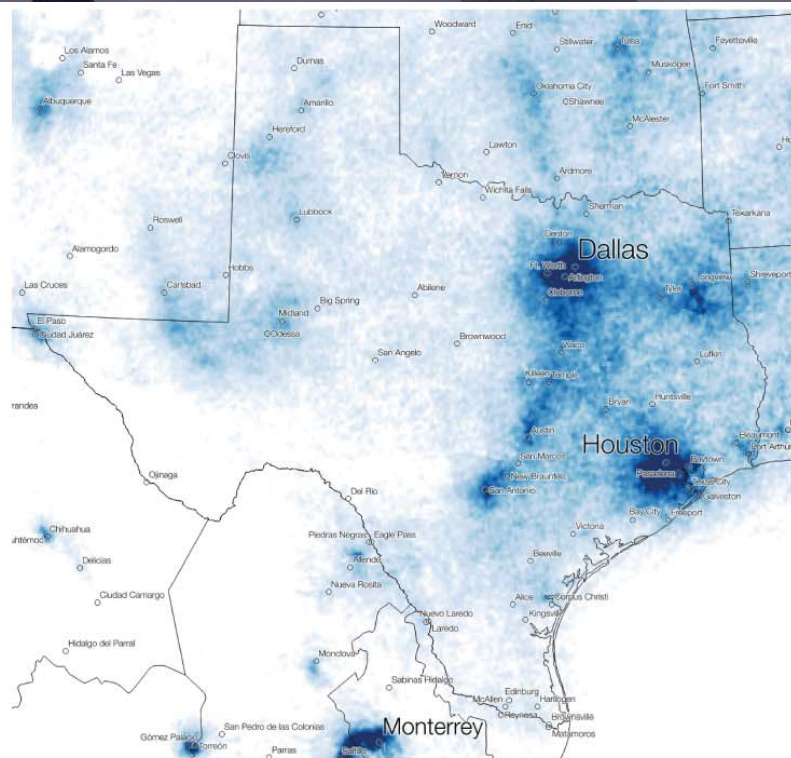 Woodward
Enid
Stillwater
Tulsa
Fayetteville
Los Alamos
Santa Fe
Las Vegas
Dumas
Muskogee
Albuquerque
Amarillo
Oklahoma City
Shawnee
Fort Smith
Hereford
McAlester
Clovis
Lawton
Vernon
Ardmore
Wichita Falls
Sherman
Texarkana
Roswell
Lubbock
Denton
Dallas
Alamogordo
Ft. Worth
Arlington
Hobbs
Las Cruces
Carlsbad
Abilene
Cleburne
Tyler
Longview
Shreveport
Big Spring
Midland
El Paso
Ciudad Juárez
Odessa
Brownwood
Waco
San Angelo
Lufkin
Killeen
Temple
randes
Bryan
Huntsville
Austin
Houston
Beaumont
Port Arthur
San Marcos
Baytown
Pasadena
Ojinaga
New Braunfels
San Antonio
Texas City
Galveston
Del Rio
Bay City
Freeport
Chihuahua
uhtémoc
Piedras Negras
Eagle Pass
Victoria
Delicias
Allende
Beeville
Nueva Rosita
Ciudad Camargo
Alice
Corpus Christi
Kingsville
Nuevo Laredo
Laredo
Hidalgo del Parral
Monclova
Sabinas Hidalgo
McAllen
Edinburg
Harlingen
Reynosa
Brownsville
Matamoros
Monterrey
San Pedro de las Colonias
Gómez Palacio
Torreón
Parras
Saltillo